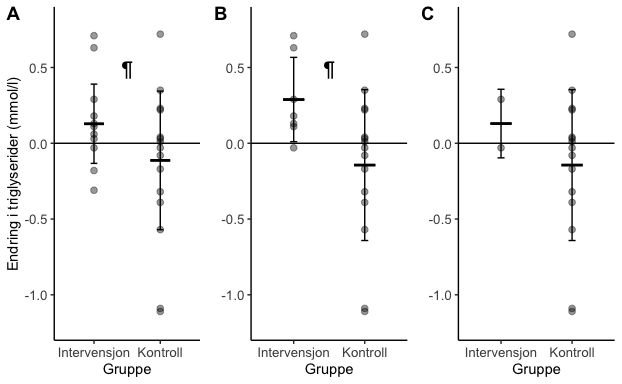 A B C
Endring i triglyserider (mmol/l)
¶ ¶
0.5 0.5 0.5
0.0 0.0 0.0
-0.5 -0.5 -0.5
-1.0 -1.0 -1.0
Intervensjon Kontroll Intervensjon Kontroll Intervensjon Kontroll
Gruppe Gruppe Gruppe